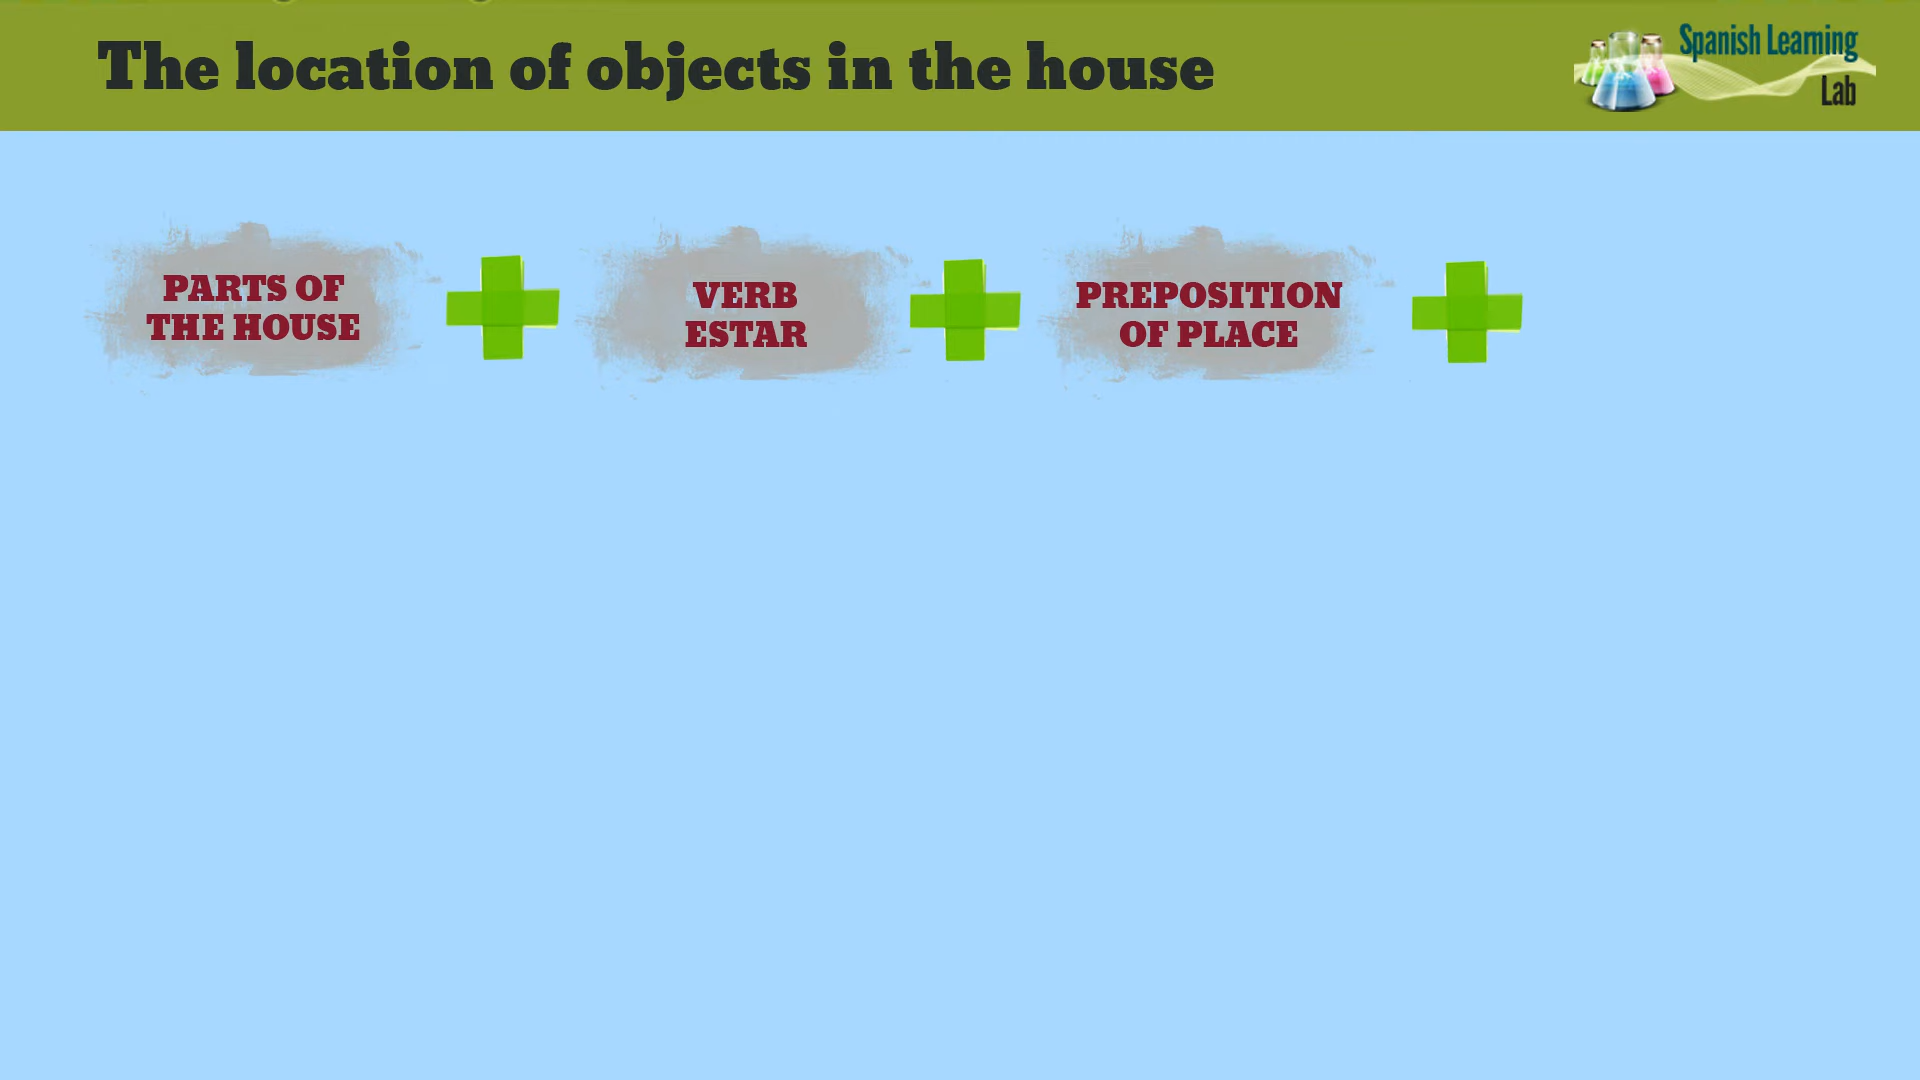 The location of objects in the house
Spanish Learning
Lab
PARTS OF
THE HOUSE
VERB
ESTAR
PREPOSITION
OF PLACE